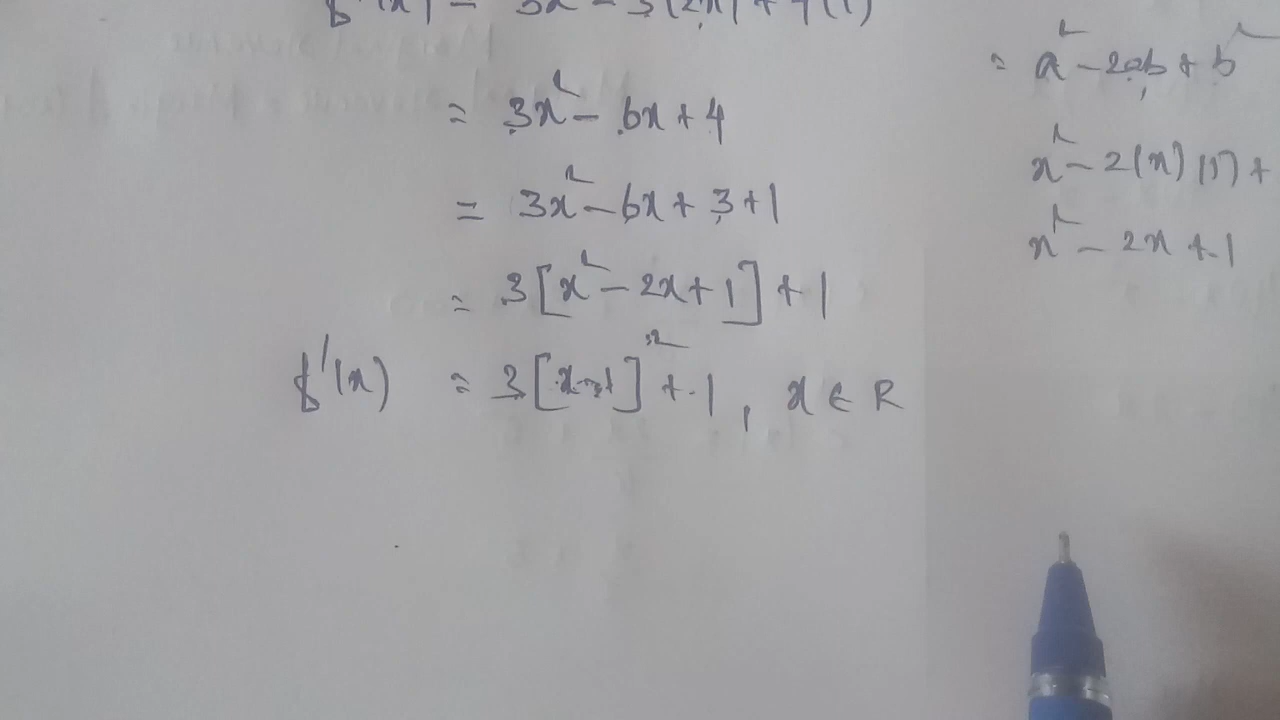 = 3x² - 6x + 4
= 3x² - 6x + 3 + 1
= 3[x² - 2x + 1] + 1
f'(x) = 3[x-1]² + 1, x ∈ R
= a² - 2ab + b²
x² - 2(x)(1) +
x² - 2x + 1